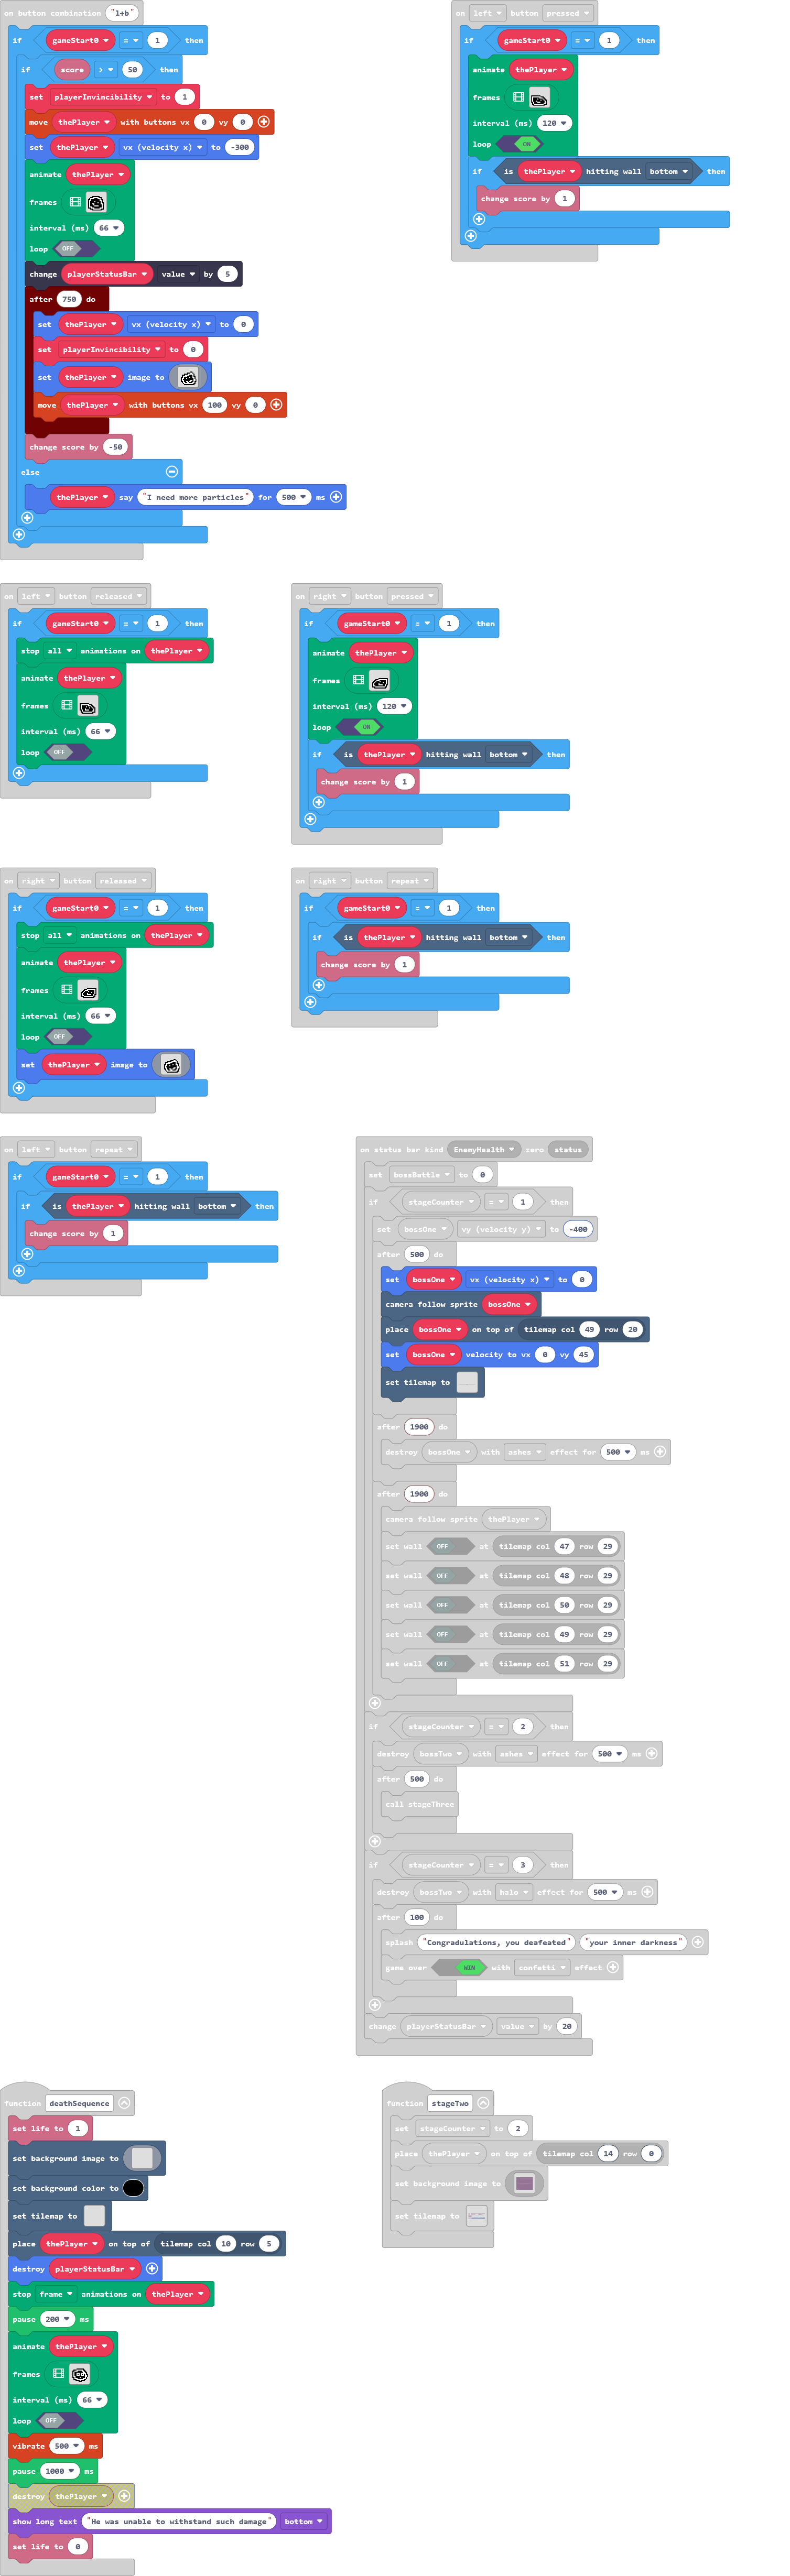 on button combination "l+b"
if gameStart0 = 1 then
if score > 50 then
set playerInvincibility to 1
move thePlayer with buttons vx 0 vy 0
set thePlayer vx (velocity x) to -300
animate thePlayer
frames
interval (ms) 66
loop OFF
change playerStatusBar value by 5
after 750 do
set thePlayer vx (velocity x) to 0
set playerInvincibility to 0
set thePlayer image to
move thePlayer with buttons vx 100 vy 0
change score by -50
else
thePlayer say "I need more particles" for 500 ms
on left button pressed
if gameStart0 = 1 then
animate thePlayer
frames
interval (ms) 120
loop ON
if is thePlayer hitting wall bottom then
change score by 1
on left button released
if gameStart0 = 1 then
stop all animations on thePlayer
animate thePlayer
frames
interval (ms) 66
loop OFF
on right button pressed
if gameStart0 = 1 then
animate thePlayer
frames
interval (ms) 120
loop ON
if is thePlayer hitting wall bottom then
change score by 1
on right button released
if gameStart0 = 1 then
stop all animations on thePlayer
animate thePlayer
frames
interval (ms) 66
loop OFF
set thePlayer image to
on right button repeat
if gameStart0 = 1 then
if is thePlayer hitting wall bottom then
change score by 1
on left button repeat
if gameStart0 = 1 then
if is thePlayer hitting wall bottom then
change score by 1
on status bar kind EnemyHealth zero status
set bossBattle to 0
if stageCounter = 1 then
set bossOne vy (velocity y) to -400
after 500 do
set bossOne vx (velocity x) to 0
camera follow sprite bossOne
place bossOne on top of tilemap col 49 row 20
set bossOne velocity to vx 0 vy 45
set tilemap to
after 1900 do
destroy bossOne with ashes effect for 500 ms
after 1900 do
camera follow sprite thePlayer
set wall OFF at tilemap col 47 row 29
set wall OFF at tilemap col 48 row 29
set wall OFF at tilemap col 50 row 29
set wall OFF at tilemap col 49 row 29
set wall OFF at tilemap col 51 row 29
if stageCounter = 2 then
destroy bossTwo with ashes effect for 500 ms
after 500 do
call stageThree
if stageCounter = 3 then
destroy bossTwo with halo effect for 500 ms
after 100 do
splash "Congradulations, you deafeated" "your inner darkness"
game over WIN with confetti effect
change playerStatusBar value by 20
function deathSequence
set life to 1
set background image to
set background color to
set tilemap to
place thePlayer on top of tilemap col 10 row 5
destroy playerStatusBar
stop frame animations on thePlayer
pause 200 ms
animate thePlayer
frames
interval (ms) 66
loop OFF
vibrate 500 ms
pause 1000 ms
destroy thePlayer
show long text "He was unable to withstand such damage" bottom
set life to 0
function stageTwo
set stageCounter to 2
place thePlayer on top of tilemap col 14 row 0
set background image to
set tilemap to